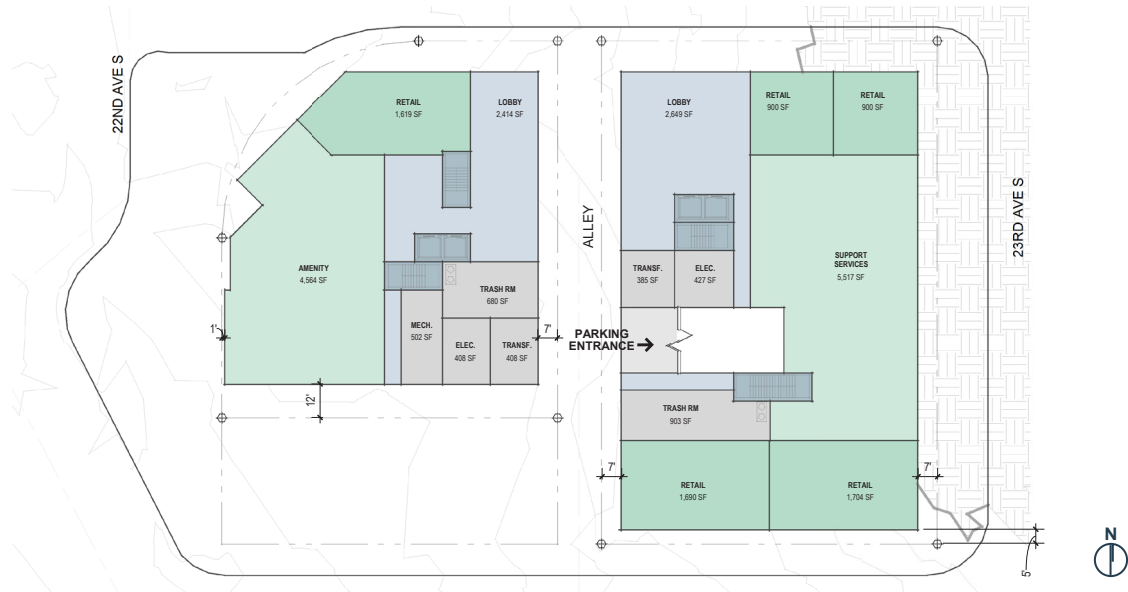 22ND AVE S
RETAIL
1,619 SF
LOBBY
2,414 SF
AMENITY
4,564 SF
TRASH RM
680 SF
MECH.
502 SF
ELEC.
408 SF
TRANSF.
408 SF
1'
7'
12'
ALLEY
PARKING
ENTRANCE
LOBBY
2,649 SF
RETAIL
900 SF
RETAIL
900 SF
TRANSF.
385 SF
ELEC.
427 SF
SUPPORT
SERVICES
5,517 SF
TRASH RM
903 SF
7'
RETAIL
1,690 SF
RETAIL
1,704 SF
7'
5'
23RD AVE S
N